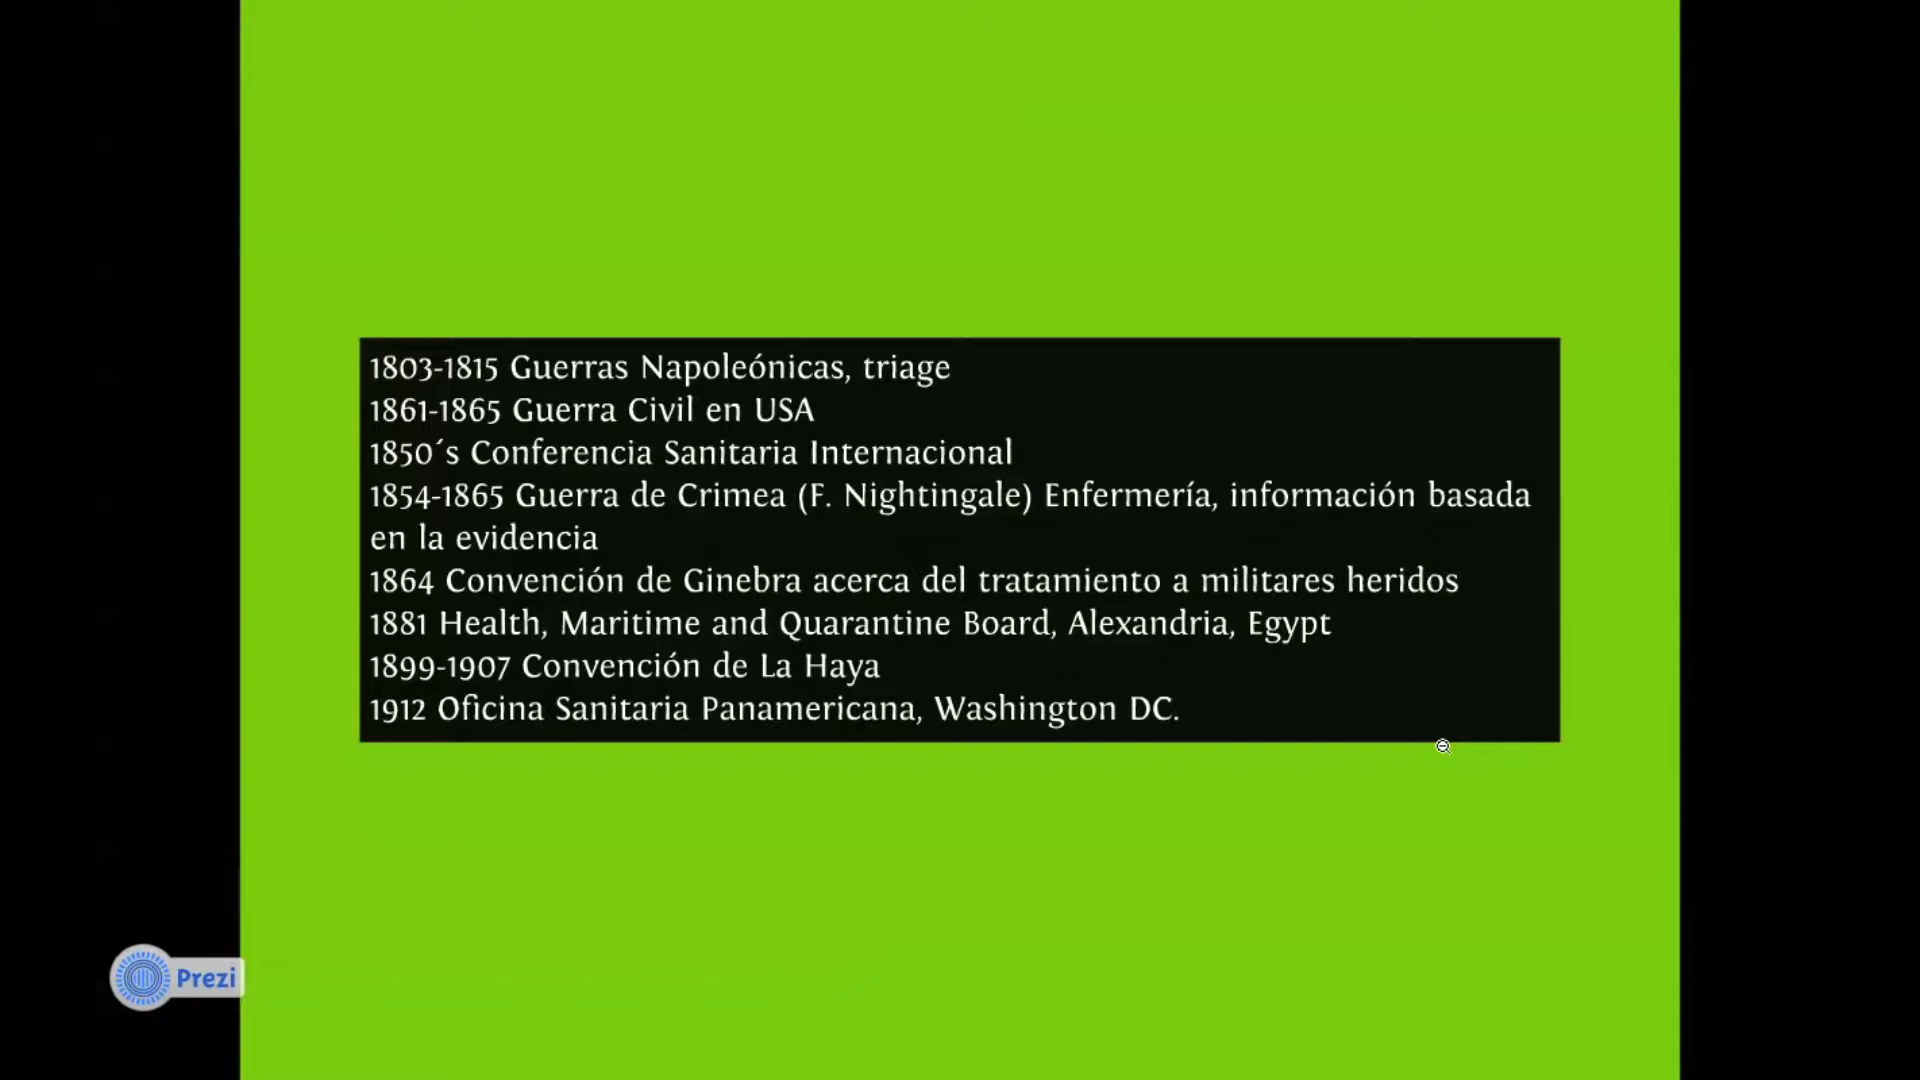 1803-1815 Guerras Napoleónicas, triage
1861-1865 Guerra Civil en USA
1850´s Conferencia Sanitaria Internacional
1854-1865 Guerra de Crimea (F. Nightingale) Enfermería, información basada
en la evidencia
1864 Convención de Ginebra acerca del tratamiento a militares heridos
1881 Health, Maritime and Quarantine Board, Alexandria, Egypt
1899-1907 Convención de La Haya
1912 Oficina Sanitaria Panamericana, Washington DC.
Prezi